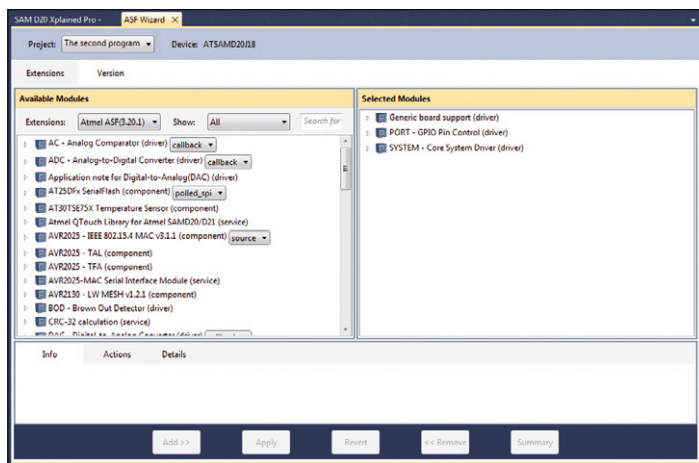 SAM D20 Xplained Pro -
ASF Wizard
Project: The second program
Device: ATSAMD20J18
Extensions
Version
Available Modules
Extensions: Atmel ASF(3.20.1)
Show: All
Search for
AC - Analog Comparator (driver) callback
ADC - Analog-to-Digital Converter (driver) callback
Application note for Digital-to-Analog(DAC) (driver)
AT25DFx SerialFlash (component) polled_spi
AT30TSE75X Temperature Sensor (component)
Atmel QTouch Library for Atmel SAMD20/D21 (service)
AVR2025 - IEEE 802.15.4 MAC v3.1.1 (component) source
AVR2025 - TAL (component)
AVR2025 - TFA (component)
AVR2025-MAC Serial Interface Module (service)
AVR2130 - LW MESH v1.2.1 (component)
BOD - Brown Out Detector (driver)
CRC-32 calculation (service)
DAC - Digital-to-Analog Converter (driver)
Selected Modules
Generic board support (driver)
PORT - GPIO Pin Control (driver)
SYSTEM - Core System Driver (driver)
Info
Actions
Details
Add >>
Apply
Revert
<< Remove
Summary